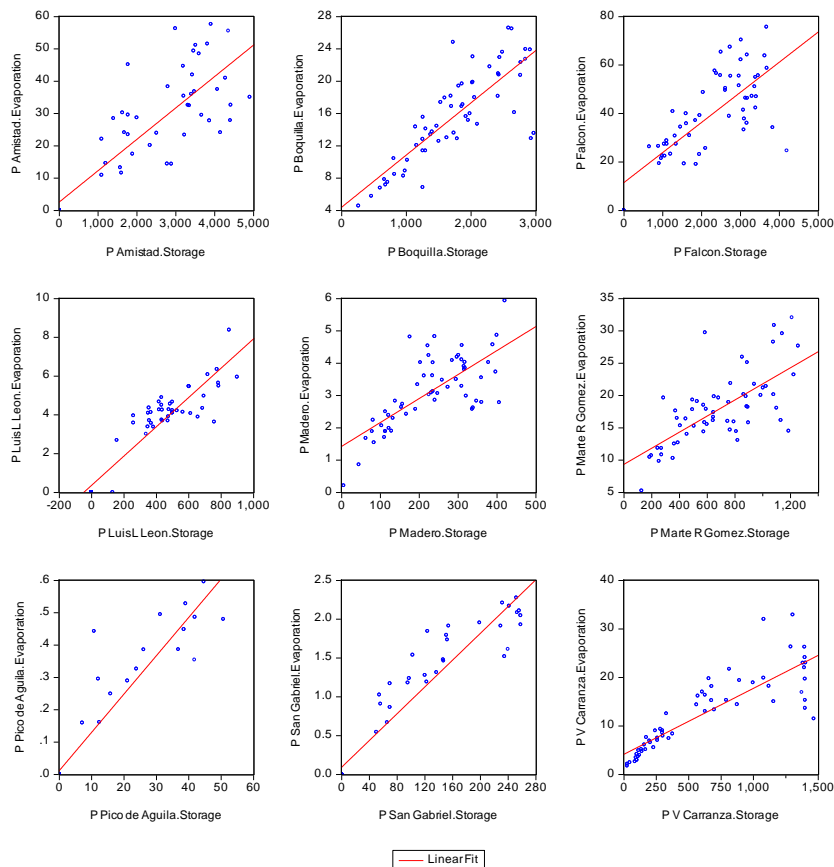 60
50
40
30
20
10
0
P Amistad.Evaporation
0 1,000 2,000 3,000 4,000 5,000
P Amistad.Storage
28
24
20
16
12
8
4
P Boquilla.Evaporation
0 1,000 2,000 3,000
P Boquilla.Storage
80
60
40
20
0
P Falcon.Evaporation
0 1,000 2,000 3,000 4,000 5,000
P Falcon.Storage
10
8
6
4
2
0
P Luis L Leon.Evaporation
-200 0 200 400 600 800 1,000
P Luis L Leon.Storage
6
5
4
3
2
1
0
P Madero.Evaporation
0 100 200 300 400 500
P Madero.Storage
35
30
25
20
15
10
5
P Marte R Gomez.Evaporation
0 200 400 600 800 1,000 1,250
P Marte R Gomez.Storage
.6
.5
.4
.3
.2
.1
.0
P Pico de Aguila.Evaporation
0 10 20 30 40 50 60
P Pico de Aguila.Storage
2.5
2.0
1.5
1.0
0.5
0.0
P San Gabriel.Evaporation
0 40 80 120 160 200 240 280
P San Gabriel.Storage
40
30
20
10
0
P V Carranza.Evaporation
0 250 500 750 1,000 1,500
P V Carranza.Storage
Linear Fit